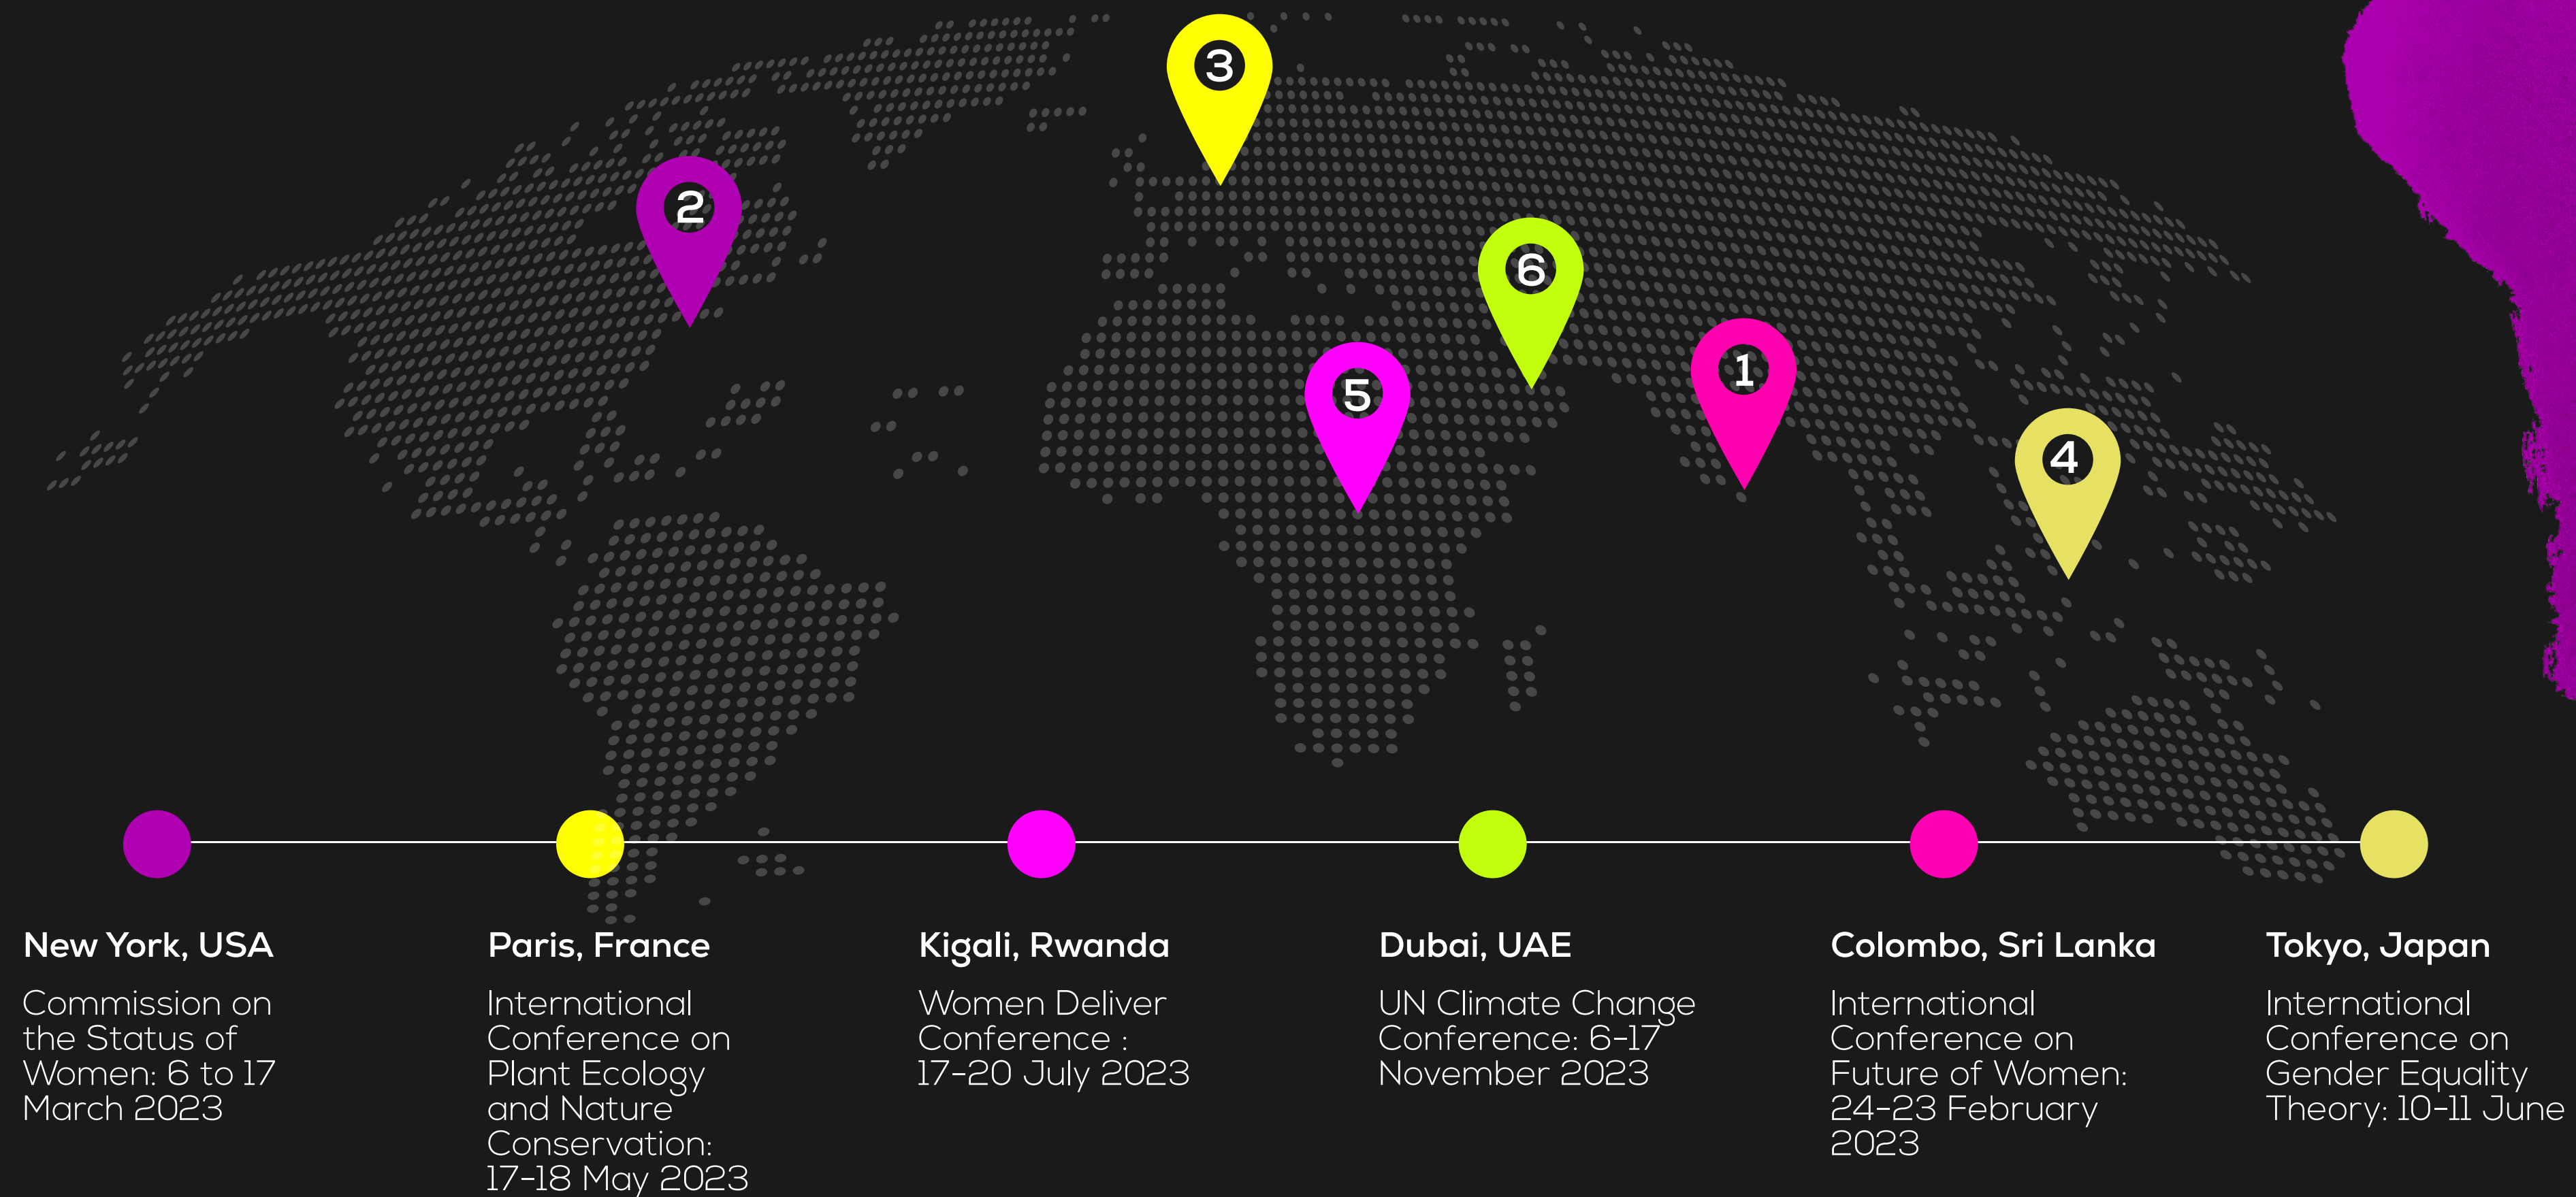 3
2
6
1
5
4
New York, USA
Commission on
the Status of
Women: 6 to 17
March 2023
Paris, France
International
Conference on
Plant Ecology
and Nature
Conservation:
17-18 May 2023
Kigali, Rwanda
Women Deliver
Conference :
17-20 July 2023
Dubai, UAE
UN Climate Change
Conference: 6-17
November 2023
Colombo, Sri Lanka
International
Conference on
Future of Women:
24-23 February
2023
Tokyo, Japan
International
Conference on
Gender Equality
Theory: 10-11 June